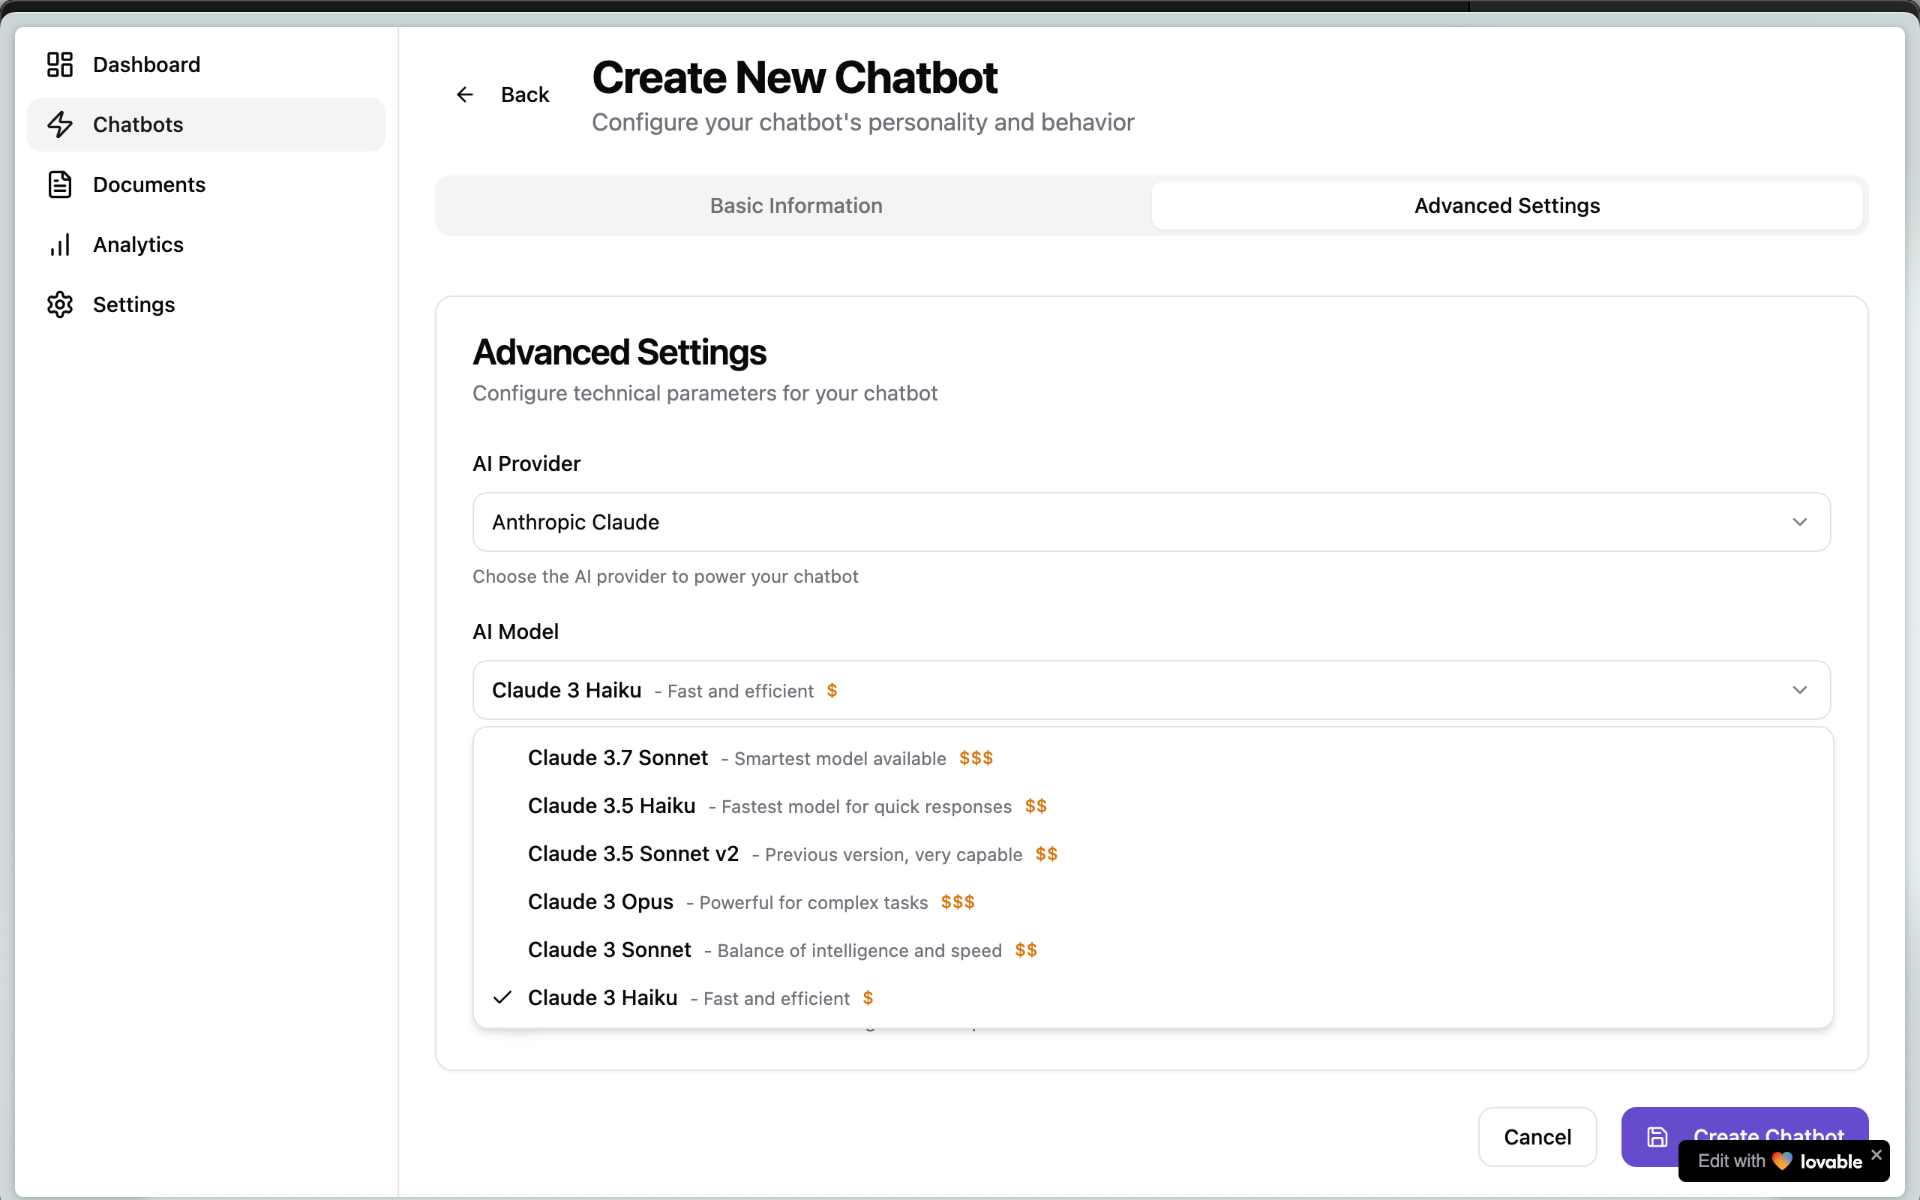 Dashboard
Chatbots
Documents
Analytics
Settings
Back
Create New Chatbot
Configure your chatbot's personality and behavior
Basic Information
Advanced Settings
Advanced Settings
Configure technical parameters for your chatbot
AI Provider
Anthropic Claude
Choose the AI provider to power your chatbot
AI Model
Claude 3 Haiku - Fast and efficient $
Claude 3.7 Sonnet - Smartest model available $$$
Claude 3.5 Haiku - Fastest model for quick responses $$
Claude 3.5 Sonnet v2 - Previous version, very capable $$
Claude 3 Opus - Powerful for complex tasks $$$
Claude 3 Sonnet - Balance of intelligence and speed $$
Claude 3 Haiku - Fast and efficient $
Cancel
Create Chatbot
Edit with lovable